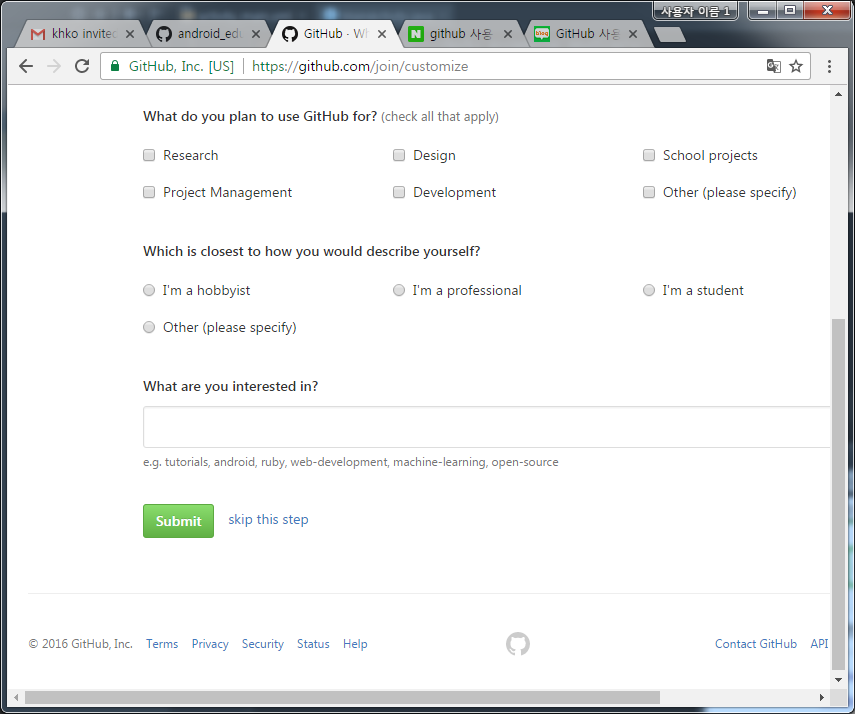 사용자 이름 1
khko invited
android_edu
GitHub · Wh
github 사용
GitHub 사용
GitHub, Inc. [US] https://github.com/join/customize
What do you plan to use GitHub for? (check all that apply)
Research Design School projects
Project Management Development Other (please specify)
Which is closest to how you would describe yourself?
I'm a hobbyist I'm a professional I'm a student
Other (please specify)
What are you interested in?
e.g. tutorials, android, ruby, web-development, machine-learning, open-source
Submit skip this step
© 2016 GitHub, Inc. Terms Privacy Security Status Help Contact GitHub API